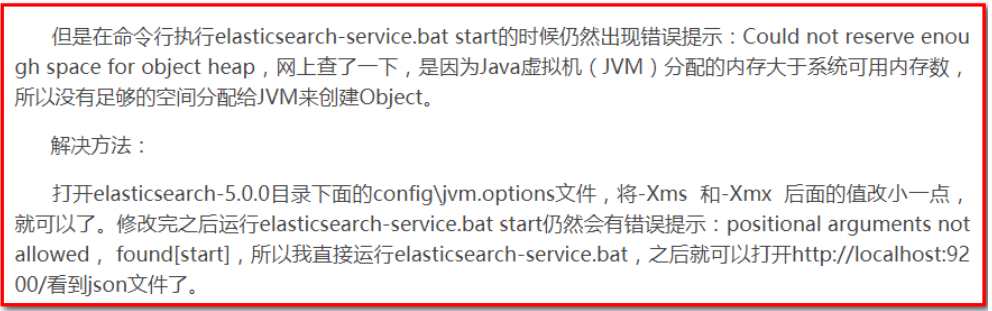 但是在命令行执行elasticsearch-service.bat start的时候仍然出现错误提示：Could not reserve enou
gh space for object heap，网上查了一下，是因为Java虚拟机（JVM）分配的内存大于系统可用内存数，
所以没有足够的空间分配给JVM来创建Object。
解决方法：
打开elasticsearch-5.0.0目录下面的config\jvm.options文件，将-Xms 和-Xmx 后面的值改小一点，
就可以了。修改完之后运行elasticsearch-service.bat start仍然会有错误提示：positional arguments not
allowed， found[start]，所以我直接运行elasticsearch-service.bat，之后就可以打开http://localhost:92
00/看到json文件了。